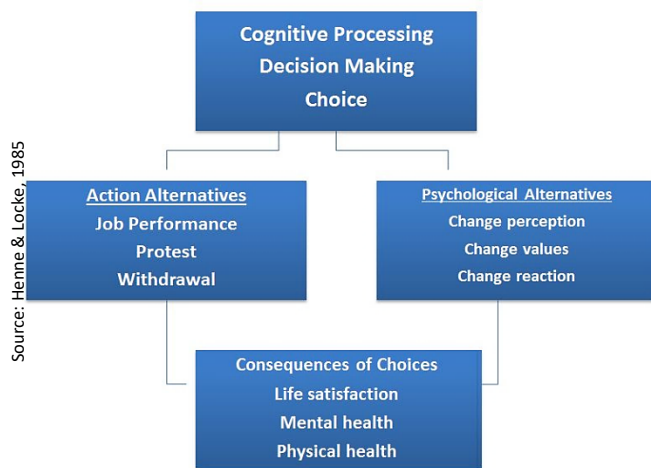 Cognitive Processing
Decision Making
Choice
Action Alternatives
Job Performance
Protest
Withdrawal
Psychological Alternatives
Change perception
Change values
Change reaction
Consequences of Choices
Life satisfaction
Mental health
Physical health
Source: Henne & Locke, 1985